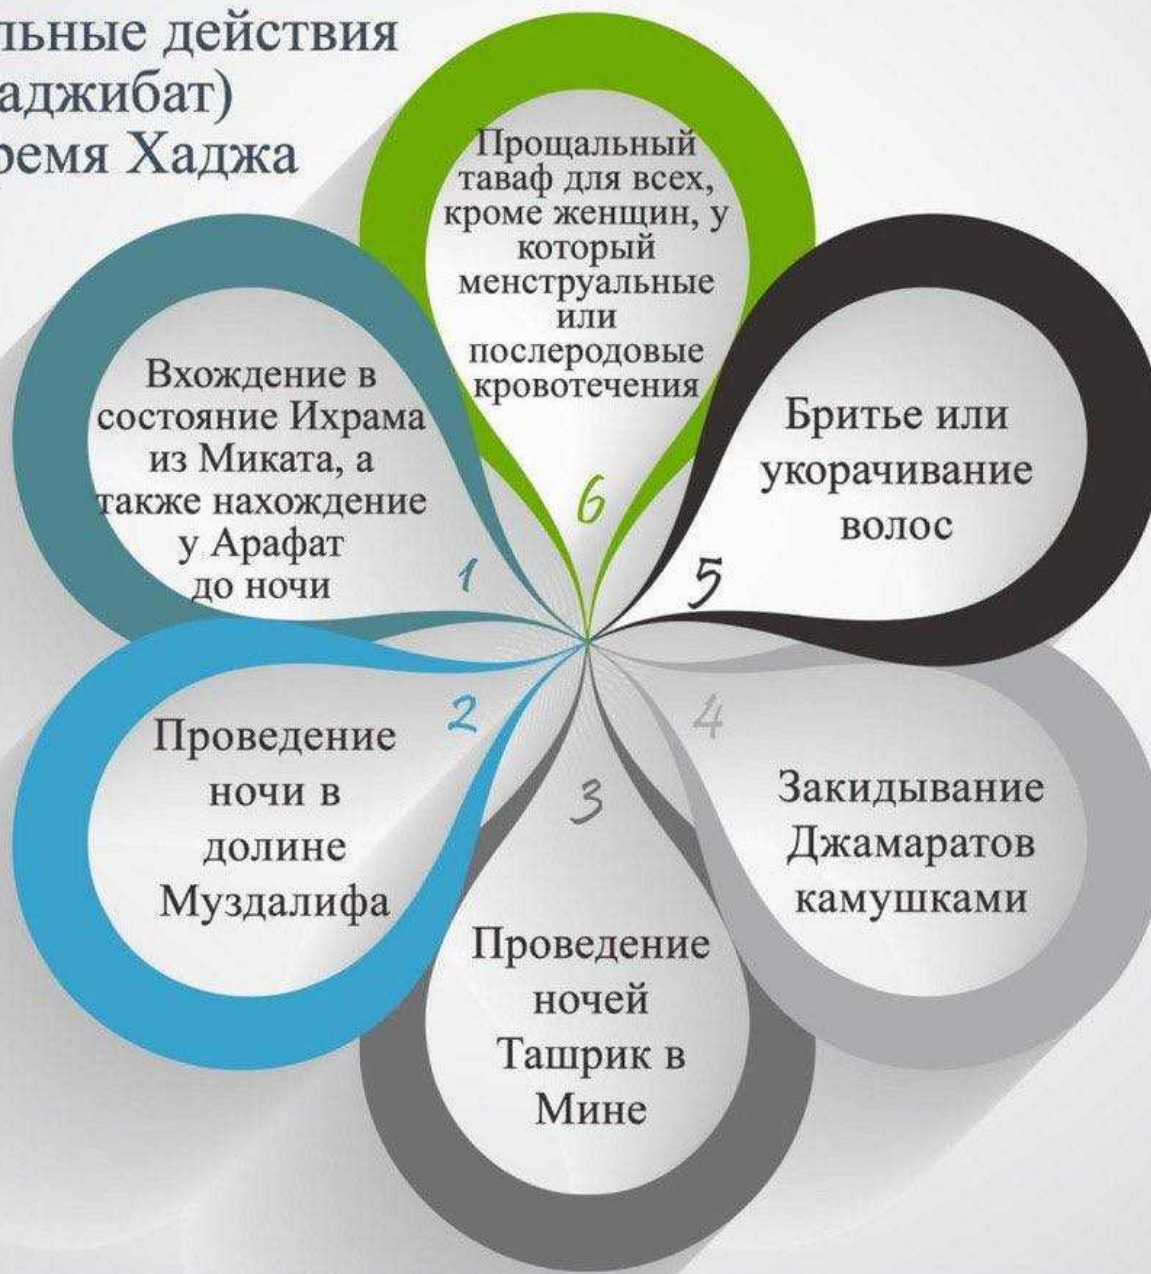 льные действия
аджибат)
ремя Хаджа
Вхождение в
состояние Ихрама
из Миката, а
также нахождение
у Арафат
до ночи
1
Проведение
ночи в
долине
Муздалифа
2
3
Проведение
ночей
Ташрик в
Мине
4
Закидывание
Джамаратов
камушками
Бритье или
укорачивание
волос
5
Прощальный
таваф для всех,
кроме женщин, у
который
менструальные
или
послеродовые
кровотечения
6